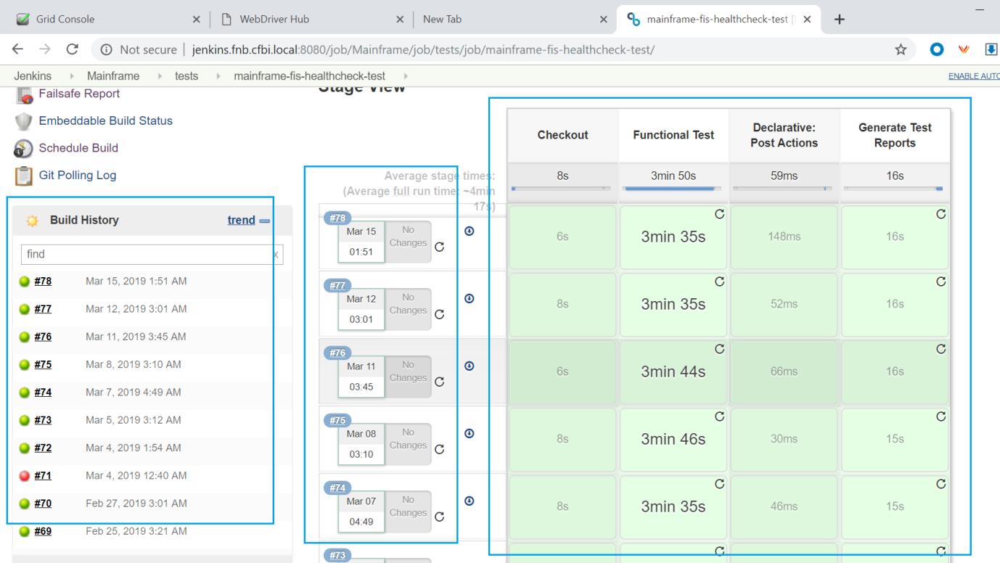 Grid Console
WebDriver Hub
New Tab
mainframe-fis-healthcheck-test
Not secure
jenkins.fnb.cfbi.local:8080/job/Mainframe/job/tests/job/mainframe-fis-healthcheck-test/
Jenkins Mainframe tests mainframe-fis-healthcheck-test
ENABLE AUTO
Failsafe Report
Embeddable Build Status
Schedule Build
Git Polling Log
Build History trend
find x
#78 Mar 15, 2019 1:51 AM
#77 Mar 12, 2019 3:01 AM
#76 Mar 11, 2019 3:45 AM
#75 Mar 8, 2019 3:10 AM
#74 Mar 7, 2019 4:49 AM
#73 Mar 5, 2019 3:12 AM
#72 Mar 4, 2019 1:54 AM
#71 Mar 4, 2019 12:40 AM
#70 Feb 27, 2019 3:01 AM
#69 Feb 25, 2019 3:21 AM
Stage View
Checkout
Functional Test
Declarative:
Post Actions
Generate Test
Reports
Average stage times:
(Average full run time: ~4min
17s)
8s 3min 50s 59ms 16s
#78
Mar 15
01:51
No
Changes
6s 3min 35s 148ms 16s
#77
Mar 12
03:01
No
Changes
8s 3min 35s 52ms 16s
#76
Mar 11
03:45
No
Changes
6s 3min 44s 66ms 16s
#75
Mar 08
03:10
No
Changes
8s 3min 46s 30ms 15s
#74
Mar 07
04:49
No
Changes
8s 3min 35s 46ms 15s
#73